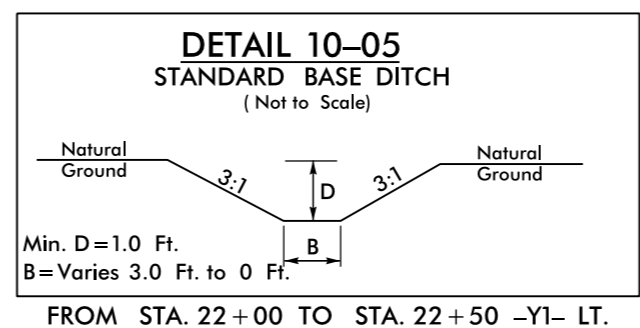 DETAIL 10–05
STANDARD BASE DITCH
( Not to Scale)
Natural
Ground
3:1
D
3:1
Natural
Ground
Min. D=1.0 Ft.
B
B=Varies 3.0 Ft. to 0 Ft.
FROM STA. 22+00 TO STA. 22+50 –Y1– LT.